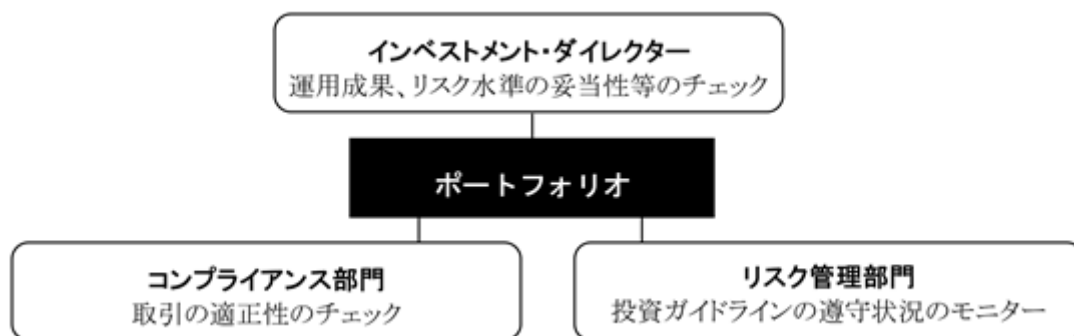 インベストメント・ダイレクター
運用成果、リスク水準の妥当性等のチェック
ポートフォリオ
コンプライアンス部門
取引の適正性のチェック
リスク管理部門
投資ガイドラインの遵守状況のモニター